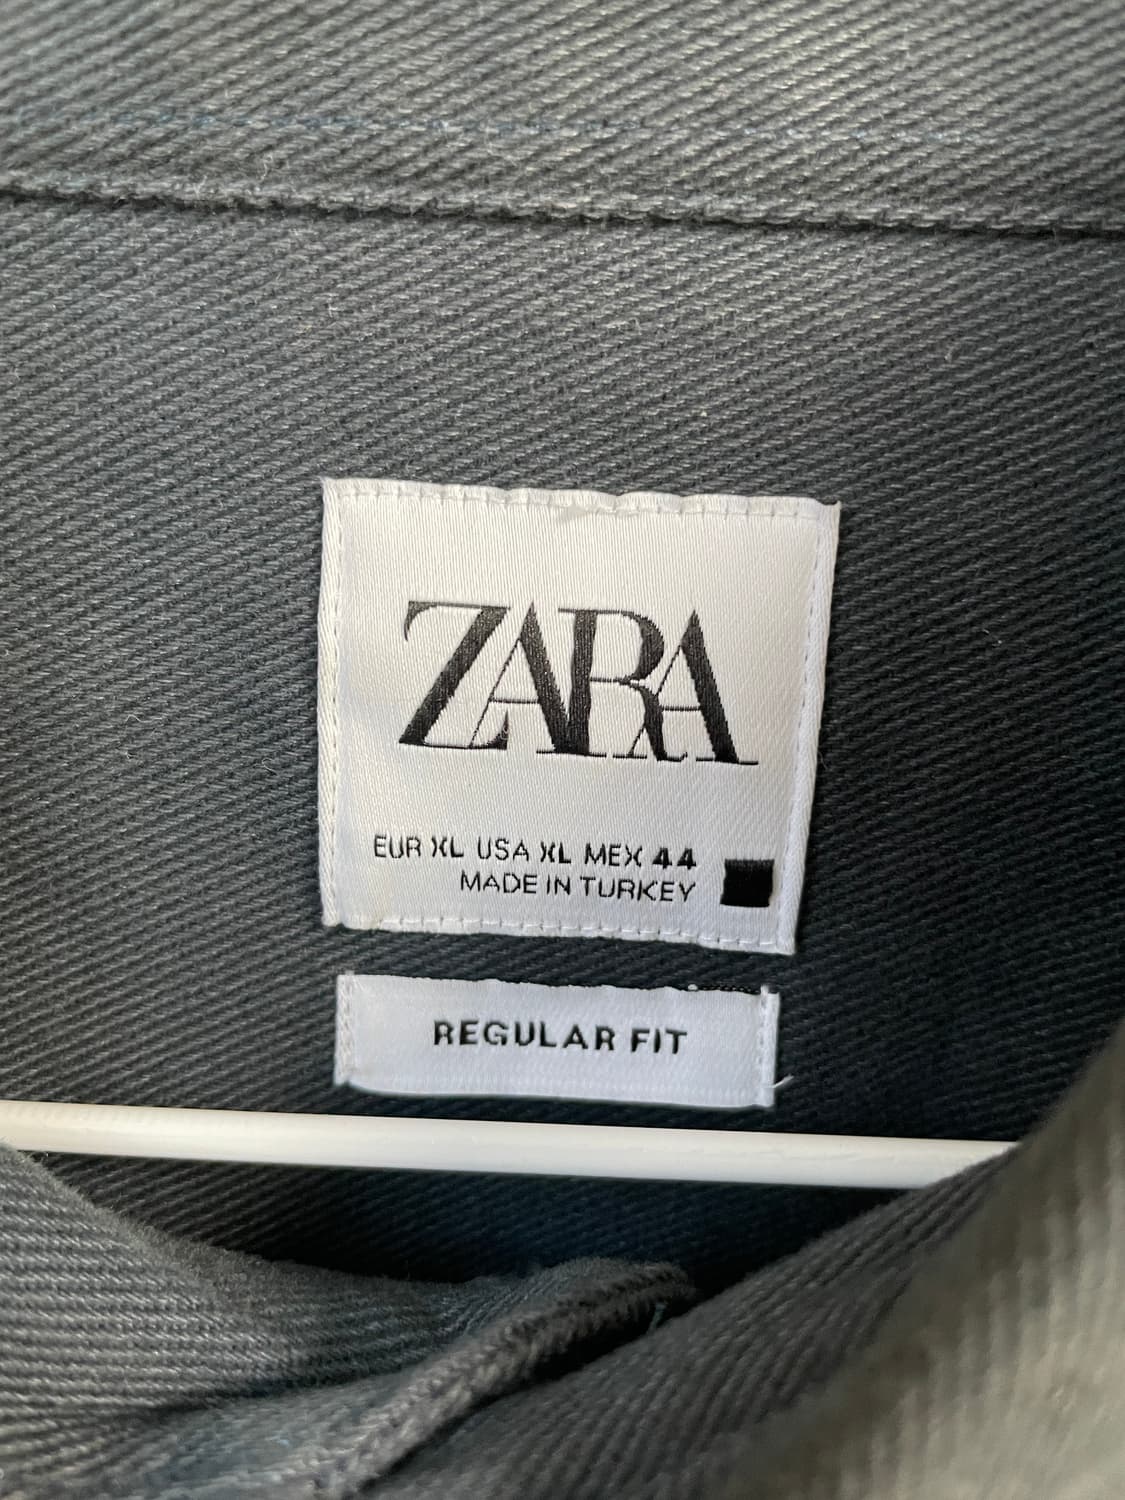 ZARA
EUR XL USA XL MEX 44
MADE IN TURKEY
REGULAR FIT